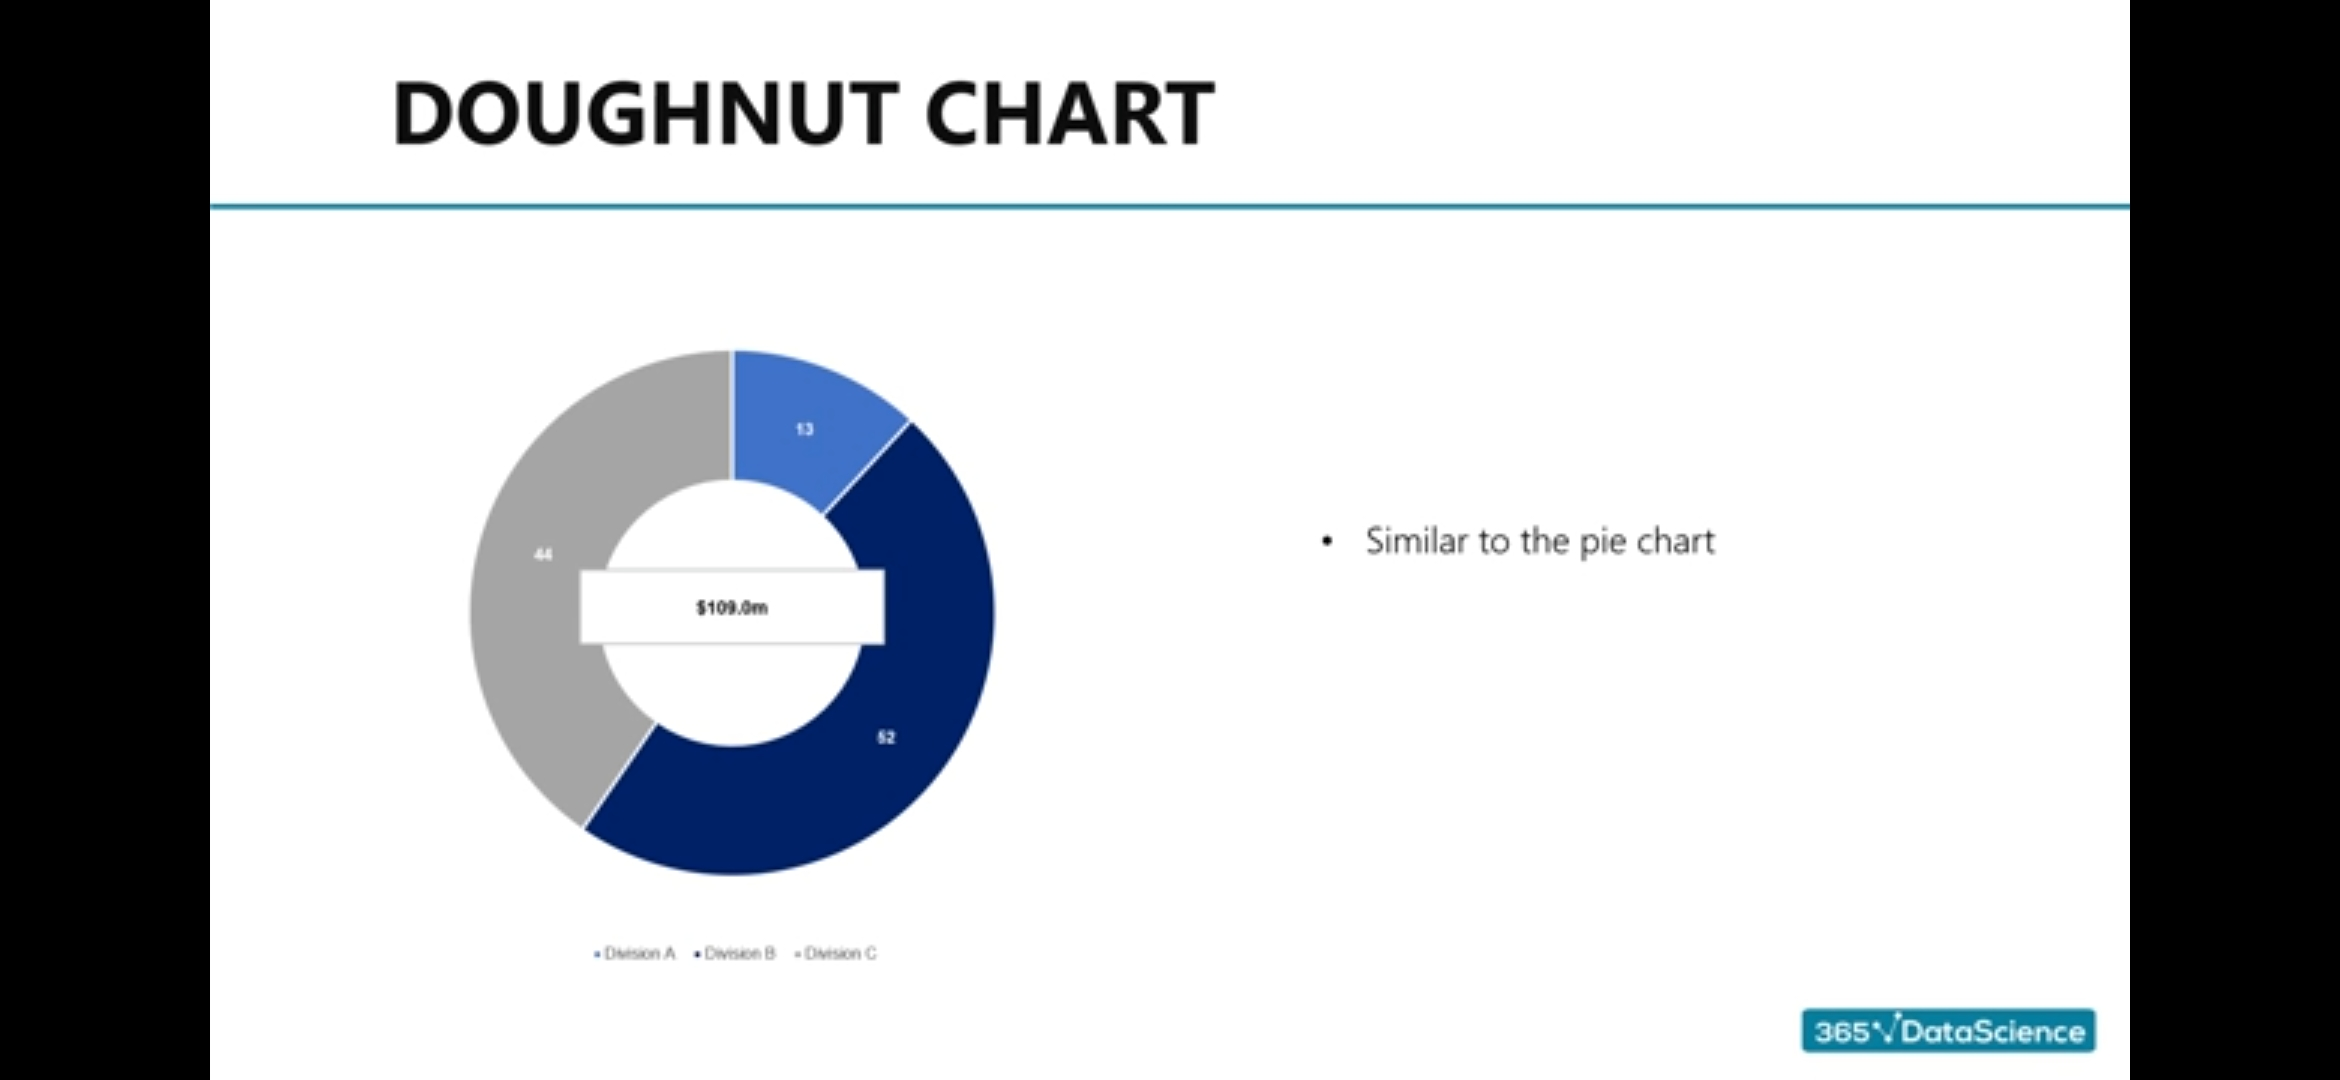 DOUGHNUT CHART
13
44
$109.0m
• Similar to the pie chart
52
Division A Division B Division C
365 DataScience